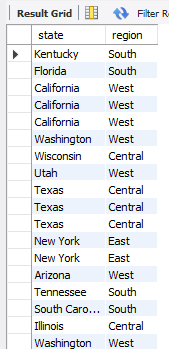 Result Grid Filter R
state region
Kentucky South
Florida South
California West
California West
California West
Washington West
Wisconsin Central
Utah West
Texas Central
Texas Central
Texas Central
New York East
New York East
Arizona West
Tennessee South
South Caro... South
Illinois Central
Washington West